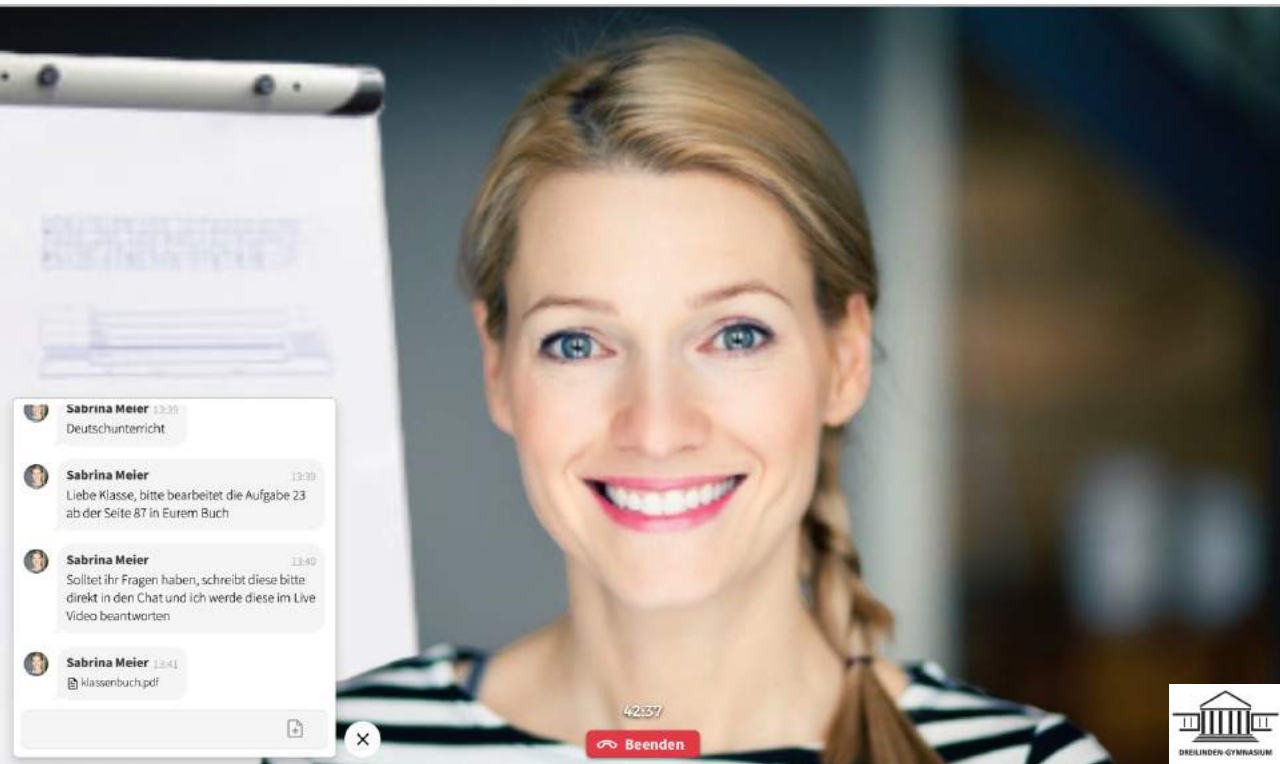 Sabrina Meier 13:39
Deutschunterricht
Sabrina Meier 13:39
Liebe Klasse, bitte bearbeitet die Aufgabe 23
ab der Seite 87 in Eurem Buch
Sabrina Meier 13:40
Solltet ihr Fragen haben, schreibt diese bitte
direkt in den Chat und ich werde diese im Live
Video beantworten
Sabrina Meier 13:41
klassenbuch.pdf
42:37
Beenden
DREILINDEN-GYMNASIUM